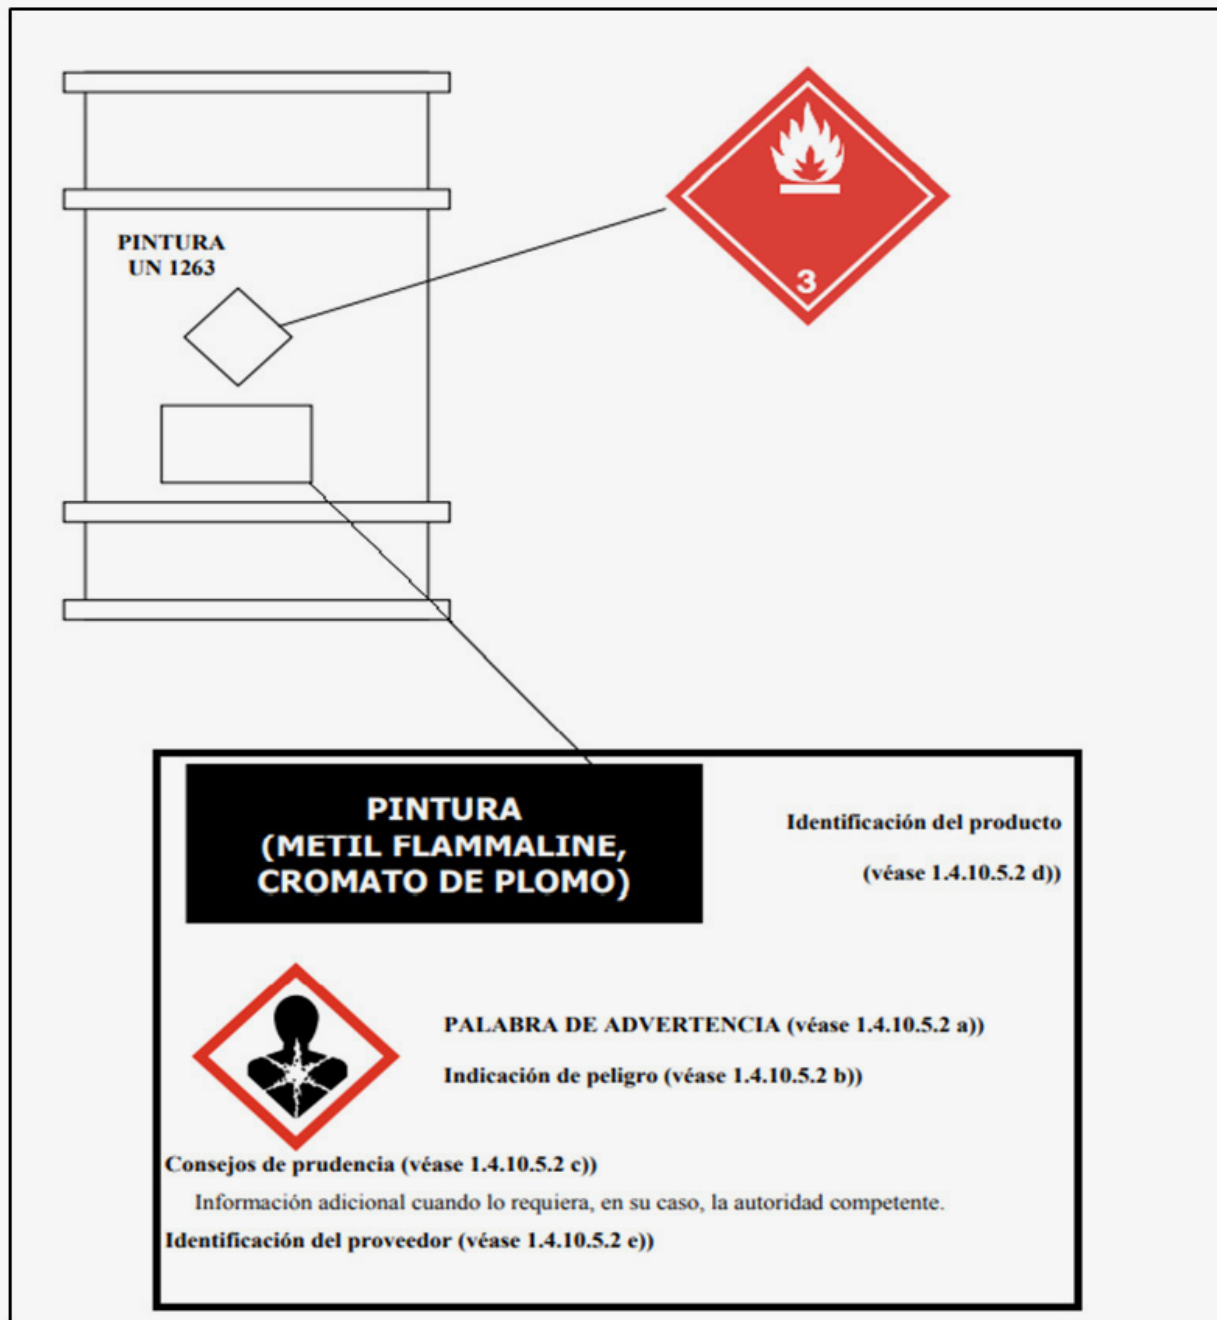 PINTURA
UN 1263
3
PINTURA
(METIL FLAMMALINE,
CROMATO DE PLOMO)
Identificación del producto
(véase 1.4.10.5.2 d))
PALABRA DE ADVERTENCIA (véase 1.4.10.5.2 a))
Indicación de peligro (véase 1.4.10.5.2 b))
Consejos de prudencia (véase 1.4.10.5.2 c))
Información adicional cuando lo requiera, en su caso, la autoridad competente.
Identificación del proveedor (véase 1.4.10.5.2 e))